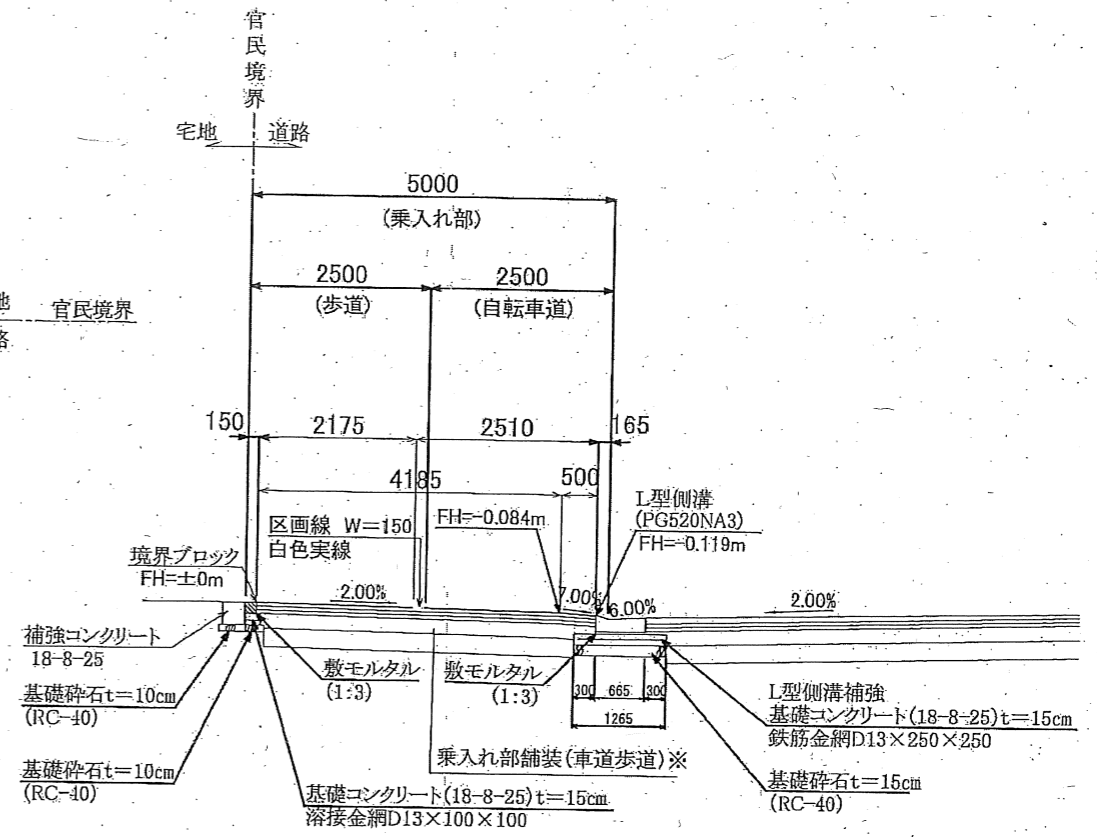 官民境界
宅地 道路
5000
(乗入れ部)
2500 2500
(歩道) (自転車道)
官民境界
150 2175 2510 165
4185 500
L型側溝
(PG520NA3)
FH=-0.119m
区画線 W=150
白色実線
FH=-0.084m
境界ブロック
FH=±0m
2.00% 7.00% 6.00% 2.00%
補強コンクリート
18-8-25
敷モルタル
(1:3)
敷モルタル
(1:3)
300 665 300
1265
基礎砕石t=10cm
(RC-40)
L型側溝補強
基礎コンクリート(18-8-25)t=15cm
鉄筋金網D13×250×250
乗入れ部舗装(車道歩道)※
基礎砕石t=10cm
(RC-40)
基礎砕石t=15cm
(RC-40)
基礎コンクリート(18-8-25)t=15cm
溶接金網D13×100×100